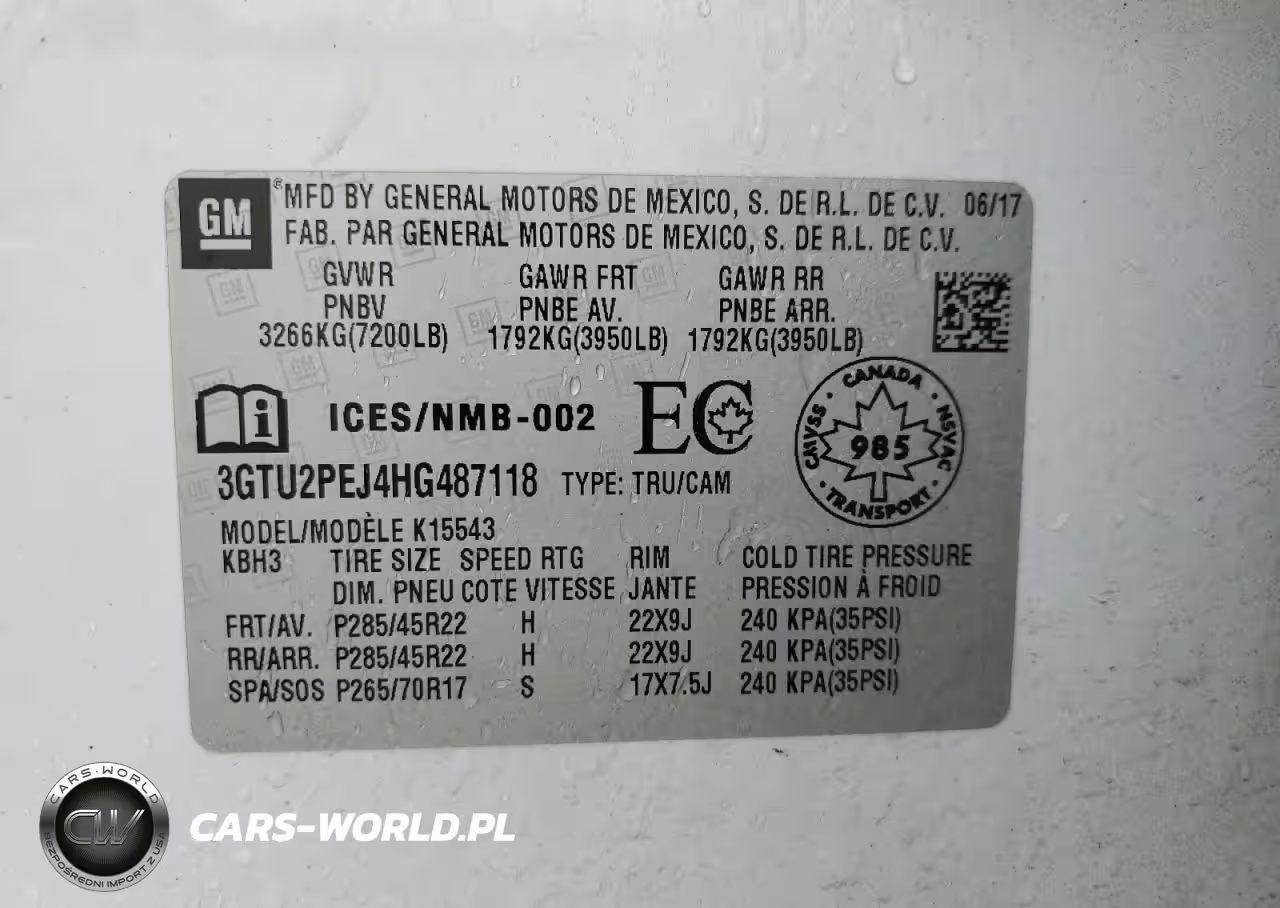 GM ® MFD BY GENERAL MOTORS DE MEXICO, S. DE R.L. DE C.V. 06/17
FAB. PAR GENERAL MOTORS DE MEXICO, S. DE R.L. DE C.V.
GVWR GAWR FRT GAWR RR
PNBV PNBE AV. PNBE ARR.
3266KG(7200LB) 1792KG(3950LB) 1792KG(3950LB)
ICES/NMB-002 EC
CANADA
CMVSS 985 NSVAC
TRANSPORT
3GTU2PEJ4HG487118 TYPE: TRU/CAM
MODEL/MODÈLE K15543
KBH3 TIRE SIZE SPEED RTG RIM COLD TIRE PRESSURE
DIM. PNEU COTE VITESSE JANTE PRESSION À FROID
FRT/AV. P285/45R22 H 22X9J 240 KPA(35PSI)
RR/ARR. P285/45R22 H 22X9J 240 KPA(35PSI)
SPA/SOS P265/70R17 S 17X7.5J 240 KPA(35PSI)
CARS-WORLD
CW
BEZPOŚREDNI IMPORT Z USA
CARS-WORLD.PL